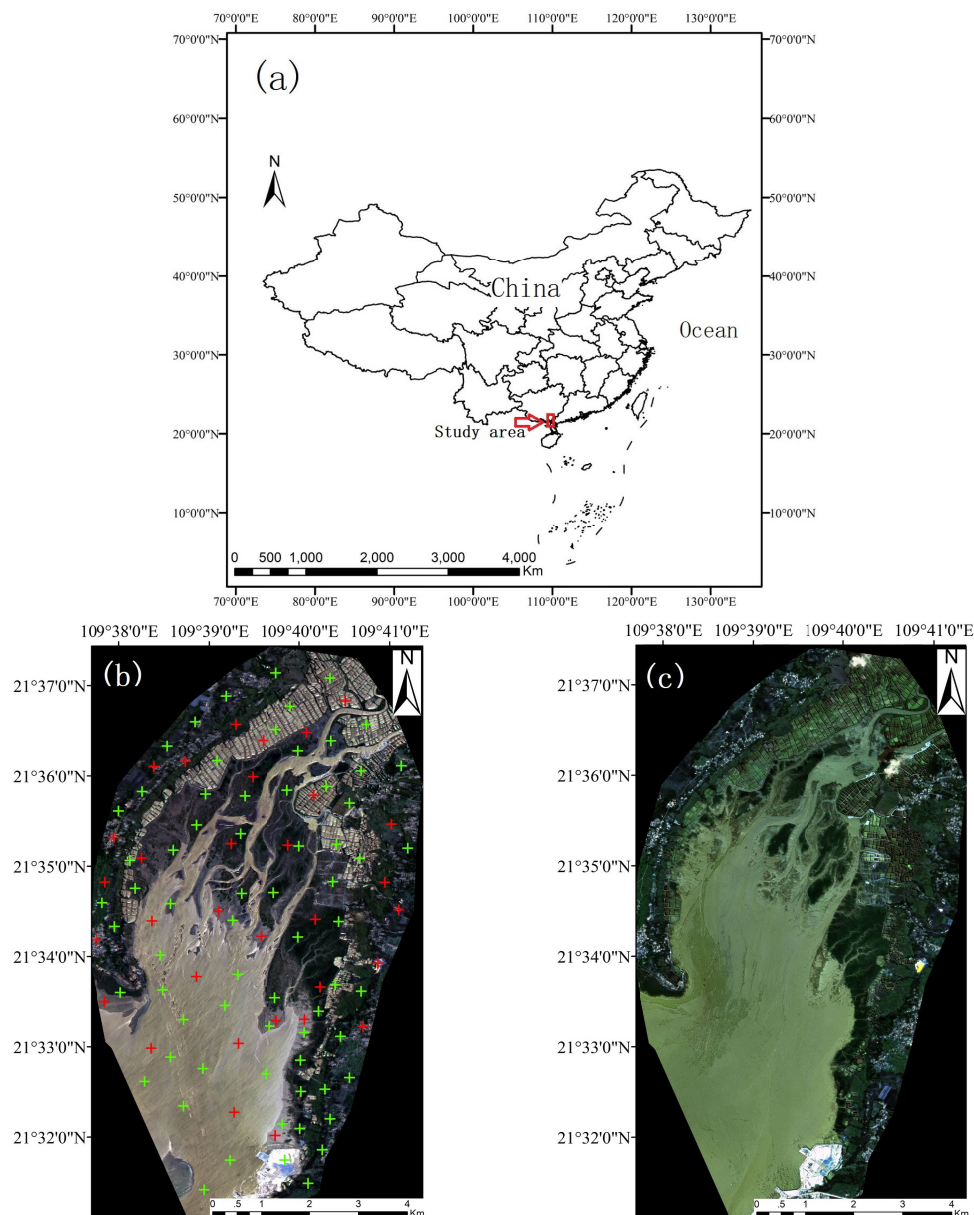 70°0'0"E 80°0'0"E 90°0'0"E 100°0'0"E 110°0'0"E 120°0'0"E 130°0'0"E
70°0'0"N 70°0'0"N
(a)
60°0'0"N 60°0'0"N
N
50°0'0"N 50°0'0"N
40°0'0"N 40°0'0"N
China
Ocean
30°0'0"N 30°0'0"N
Study area
20°0'0"N 20°0'0"N
10°0'0"N 10°0'0"N
0 500 1,000 2,000 3,000 4,000
Km
70°0'0"E 80°0'0"E 90°0'0"E 100°0'0"E 110°0'0"E 120°0'0"E 130°0'0"E
109°38'0"E 109°39'0"E 109°40'0"E 109°41'0"E
(b)
N
21°37'0"N
21°36'0"N
21°35'0"N
21°34'0"N
21°33'0"N
21°32'0"N
0 .5 1 2 3 4
Km
109°38'0"E 109°39'0"E 109°40'0"E 109°41'0"E
(c)
N
21°37'0"N
21°36'0"N
21°35'0"N
21°34'0"N
21°33'0"N
21°32'0"N
0 .5 1 2 3 4
Km